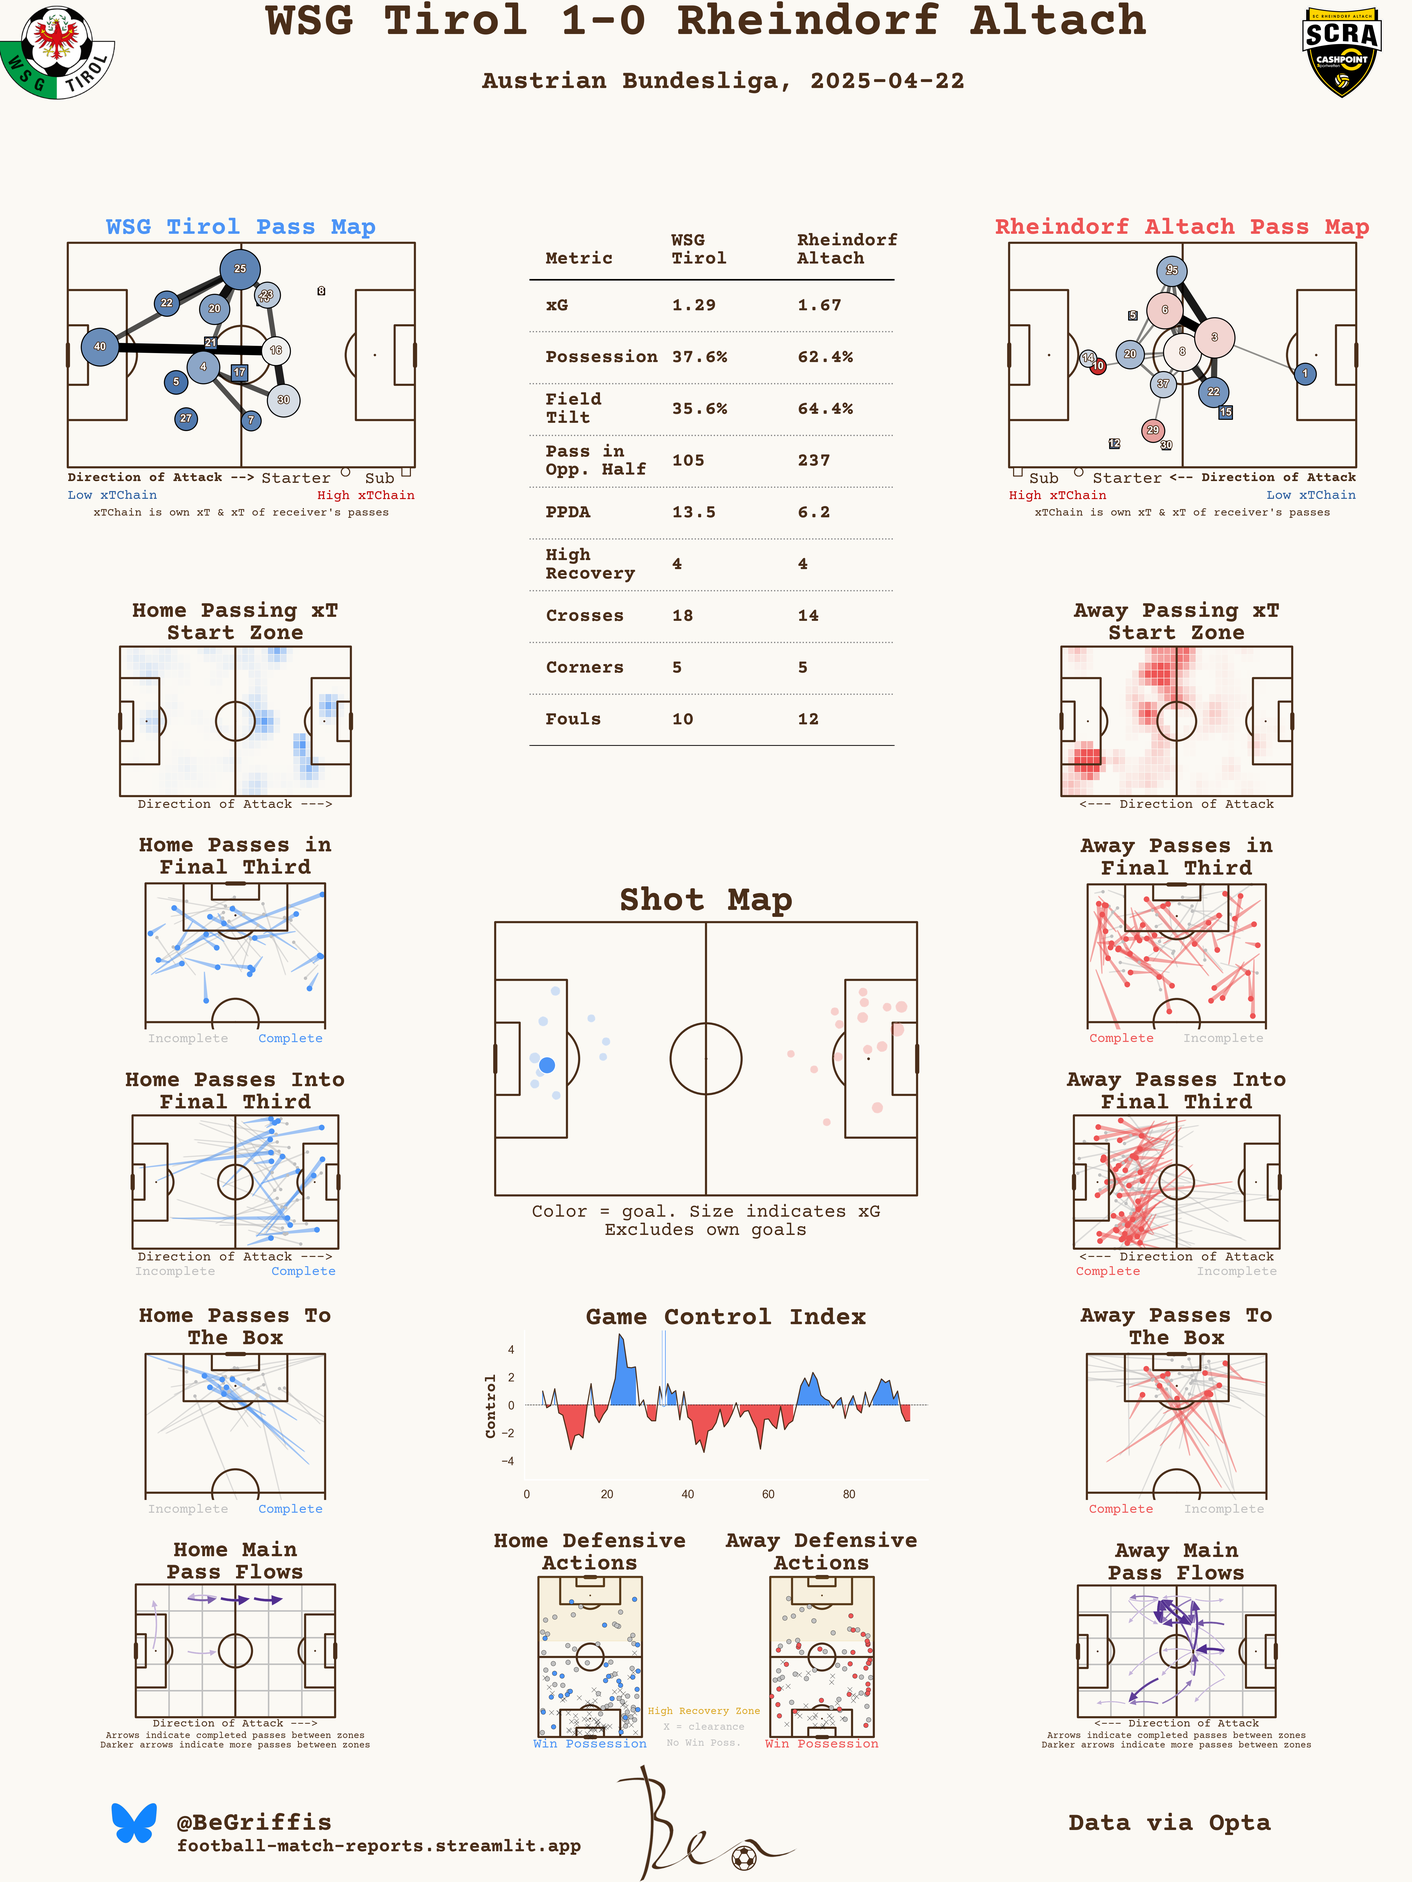 WSG Tirol 1-0 Rheindorf Altach
Austrian Bundesliga, 2025-04-22
WSG TIROL
SC RHEINDORF ALTACH
SCRA
CASHPOINT
WSG Tirol Pass Map
25
22
20
23
8
40
21
16
4
17
5
30
27
7
Direction of Attack --> Starter Sub
Low xTChain High xTChain
xTChain is own xT & xT of receiver's passes
Metric WSG Tirol Rheindorf Altach
xG 1.29 1.67
Possession 37.6% 62.4%
Field Tilt 35.6% 64.4%
Pass in Opp. Half 105 237
PPDA 13.5 6.2
High Recovery 4 4
Crosses 18 14
Corners 5 5
Fouls 10 12
Rheindorf Altach Pass Map
25
6
5
3
14
10
20
8
1
37
22
15
29
12
30
Sub Starter <-- Direction of Attack
High xTChain Low xTChain
xTChain is own xT & xT of receiver's passes
Home Passing xT
Start Zone
Direction of Attack --->
Away Passing xT
Start Zone
<--- Direction of Attack
Home Passes in
Final Third
Incomplete Complete
Away Passes in
Final Third
Complete Incomplete
Shot Map
Color = goal. Size indicates xG
Excludes own goals
Home Passes Into
Final Third
Direction of Attack --->
Incomplete Complete
Away Passes Into
Final Third
<--- Direction of Attack
Complete Incomplete
Home Passes To
The Box
Incomplete Complete
Game Control Index
Control
4
2
0
−2
−4
0 20 40 60 80
Away Passes To
The Box
Complete Incomplete
Home Main
Pass Flows
Direction of Attack --->
Arrows indicate completed passes between zones
Darker arrows indicate more passes between zones
Home Defensive
Actions
Win Possession
Away Defensive
Actions
Win Possession
High Recovery Zone
X = clearance
No Win Poss.
Away Main
Pass Flows
<--- Direction of Attack
Arrows indicate completed passes between zones
Darker arrows indicate more passes between zones
@BeGriffis
football-match-reports.streamlit.app
Ben
Data via Opta